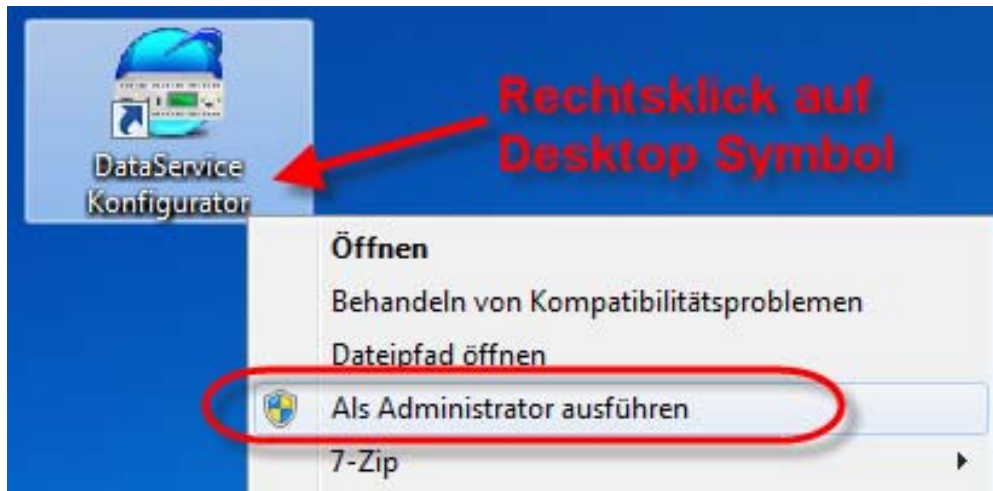 Rechtsklick auf
Desktop Symbol
DataService
Konfigurator
Öffnen
Behandeln von Kompatibilitätsproblemen
Dateipfad öffnen
Als Administrator ausführen
7-Zip